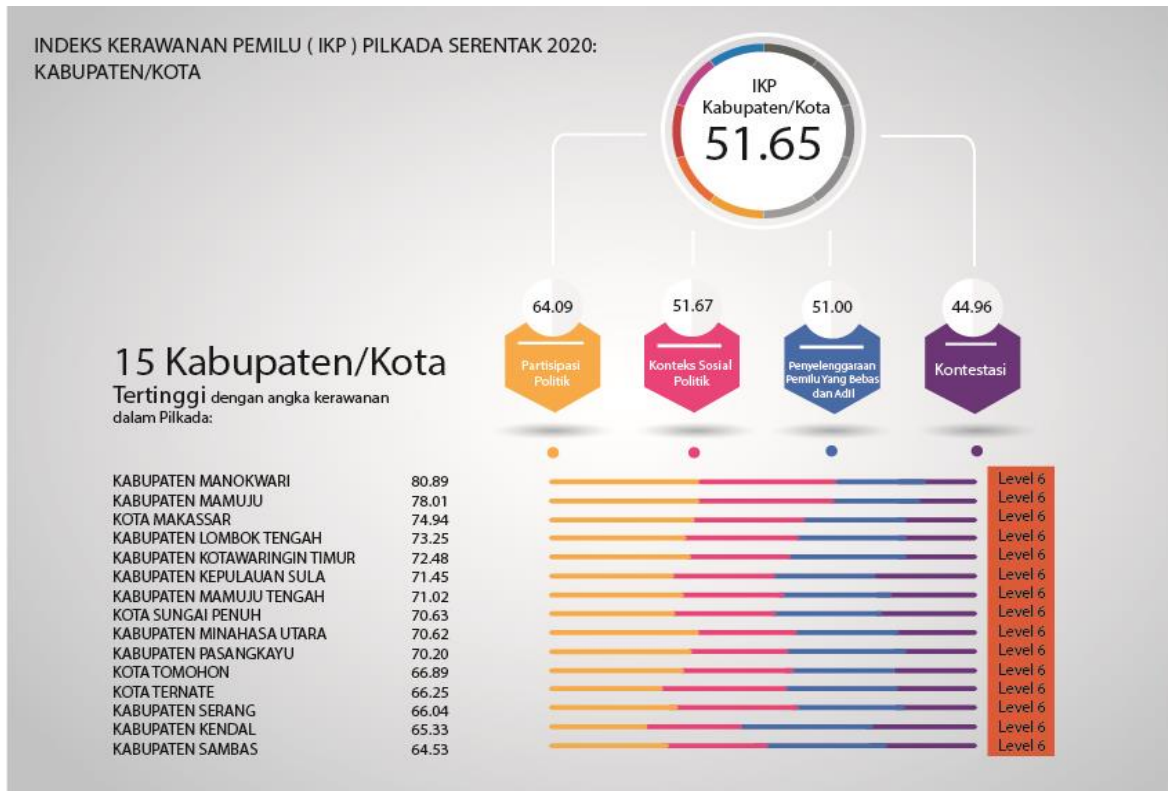 INDEKS KERAWANAN PEMILU ( IKP ) PILKADA SERENTAK 2020:
KABUPATEN/KOTA
IKP
Kabupaten/Kota
51.65
64.09
51.67
51.00
44.96
Partisipasi
Politik
Konteks Sosial
Politik
Penyelenggaraan
Pemilu Yang Bebas
dan Adil
Kontestasi
15 Kabupaten/Kota
Tertinggi dengan angka kerawanan
dalam Pilkada:
KABUPATEN MANOKWARI 80.89 Level 6
KABUPATEN MAMUJU 78.01 Level 6
KOTA MAKASSAR 74.94 Level 6
KABUPATEN LOMBOK TENGAH 73.25 Level 6
KABUPATEN KOTAWARINGIN TIMUR 72.48 Level 6
KABUPATEN KEPULAUAN SULA 71.45 Level 6
KABUPATEN MAMUJU TENGAH 71.02 Level 6
KOTA SUNGAI PENUH 70.63 Level 6
KABUPATEN MINAHASA UTARA 70.62 Level 6
KABUPATEN PASANGKAYU 70.20 Level 6
KOTA TOMOHON 66.89 Level 6
KOTA TERNATE 66.25 Level 6
KABUPATEN SERANG 66.04 Level 6
KABUPATEN KENDAL 65.33 Level 6
KABUPATEN SAMBAS 64.53 Level 6